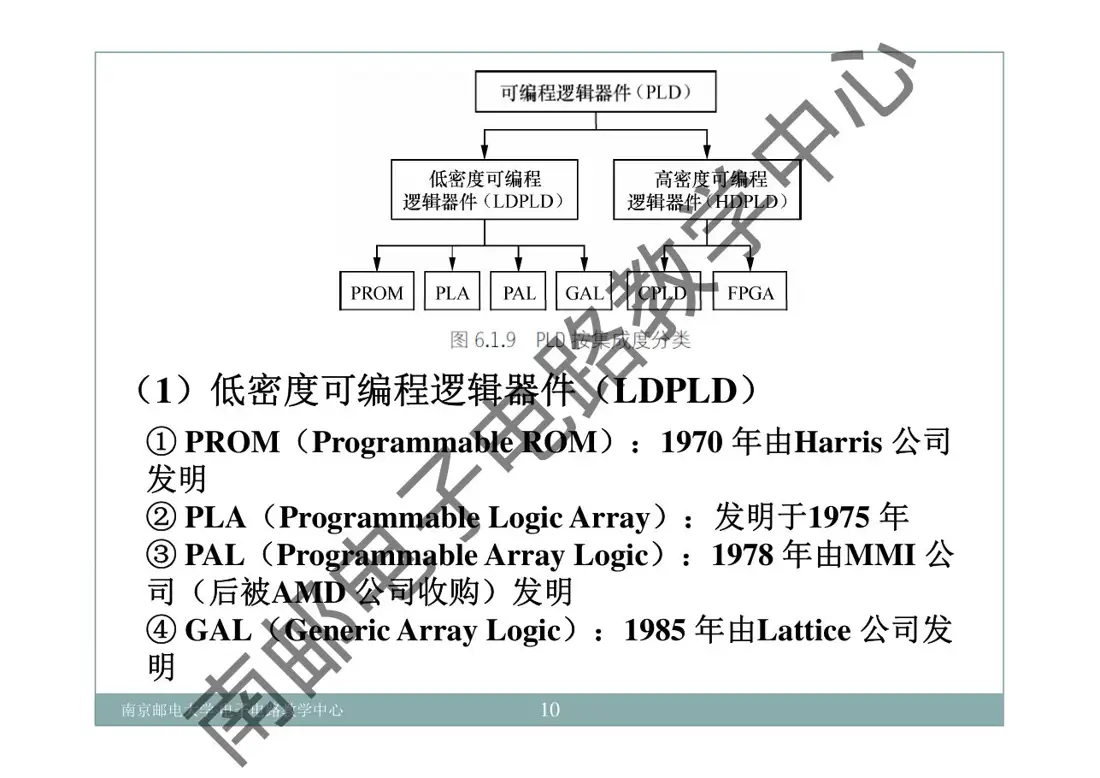 可编程逻辑器件（PLD）
低密度可编程
逻辑器件（LDPLD）
高密度可编程
逻辑器件（HDPLD）
PROM
PLA
PAL
GAL
CPLD
FPGA
图 6.1.9 PLD 按集成度分类
（1）低密度可编程逻辑器件（LDPLD）
① PROM（Programmable ROM）：1970 年由Harris 公司
发明
② PLA（Programmable Logic Array）：发明于1975 年
③ PAL（Programmable Array Logic）：1978 年由MMI 公
司（后被AMD 公司收购）发明
④ GAL（Generic Array Logic）：1985 年由Lattice 公司发
明
南京邮电大学 电子电路教学中心
10
南邮电子电路教学中心